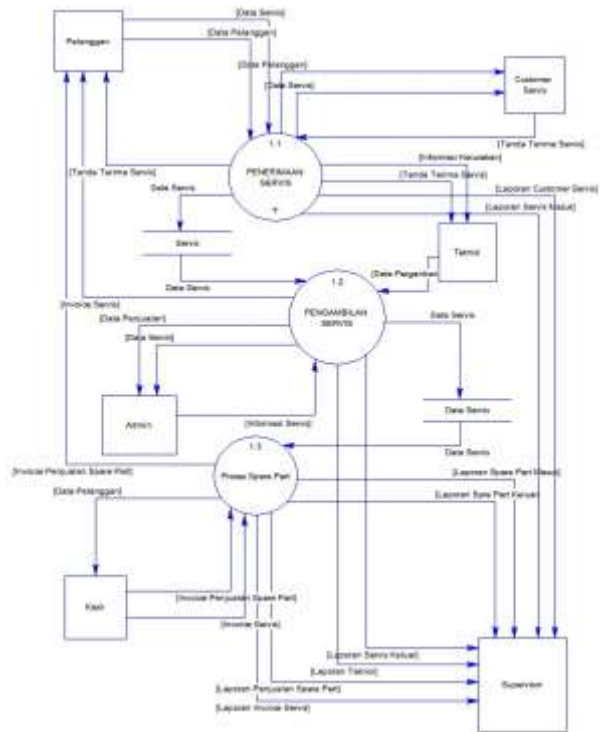 [Data Servis]
Pelanggan
[Data Pelanggan]
[Data Pelanggan]
[Data Servis]
Customer
Servis
1.1
PENERIMAAN
SERVIS
+
[Tanda Terima Servis]
[Informasi Kerusakan]
[Tanda Terima Servis]
[Tanda Terima Servis]
Data Servis
[Laporan Customer Servis]
[Laporan Servis Masuk]
Servis
Teknisi
1.2
Data Servis
[Invoice Servis]
[Data Penjualan]
PENGAMBILAN
SERVIS
Data Servis
[Data Servis]
Admin
[Informasi Servis]
Data Servis
1.3
Data Servis
Proses Spare Part
[Invoice Penjualan Spare Part]
[Laporan Spare Part Masuk]
[Data Pelanggan]
[Laporan Spare Part Keluar]
Kasir
[Invoice Penjualan Spare Part]
[Invoice Servis]
[Laporan Servis Keluar]
[Laporan Teknisi]
Supervisor
[Laporan Penjualan Spare Part]
[Laporan Invoice Servis]